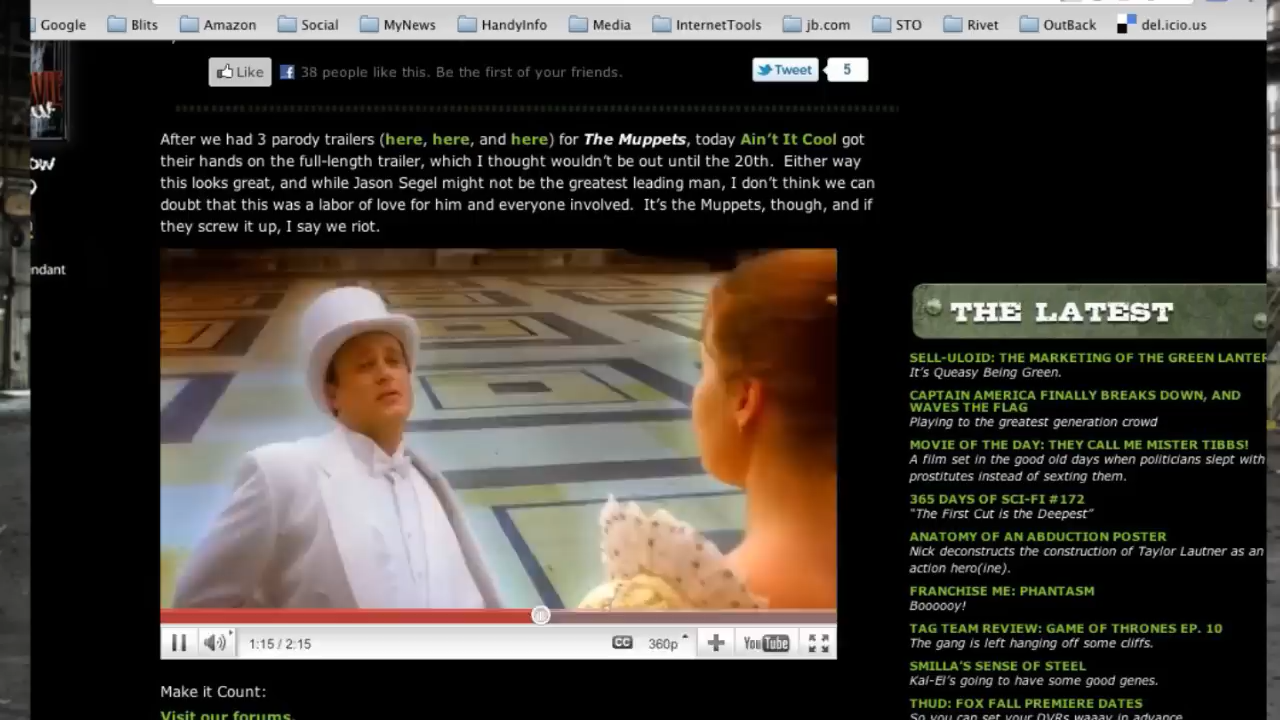 Google Blits Amazon Social MyNews HandyInfo Media InternetTools jb.com STO Rivet OutBack del.icio.us
Like 38 people like this. Be the first of your friends. Tweet 5
After we had 3 parody trailers (here, here, and here) for The Muppets, today Ain't It Cool got
their hands on the full-length trailer, which I thought wouldn't be out until the 20th. Either way
this looks great, and while Jason Segel might not be the greatest leading man, I don't think we can
doubt that this was a labor of love for him and everyone involved. It's the Muppets, though, and if
they screw it up, I say we riot.
ndant
1:15 / 2:15 CC 360p YouTube
Make it Count:
Visit our forums.
THE LATEST
SELL-ULOID: THE MARKETING OF THE GREEN LANTER
It's Queasy Being Green.
CAPTAIN AMERICA FINALLY BREAKS DOWN, AND
WAVES THE FLAG
Playing to the greatest generation crowd
MOVIE OF THE DAY: THEY CALL ME MISTER TIBBS!
A film set in the good old days when politicians slept with
prostitutes instead of sexting them.
365 DAYS OF SCI-FI #172
"The First Cut is the Deepest"
ANATOMY OF AN ABDUCTION POSTER
Nick deconstructs the construction of Taylor Lautner as an
action hero(ine).
FRANCHISE ME: PHANTASM
Boooooy!
TAG TEAM REVIEW: GAME OF THRONES EP. 10
The gang is left hanging off some cliffs.
SMILLA'S SENSE OF STEEL
Kal-El's going to have some good genes.
THUD: FOX FALL PREMIERE DATES
So you can set your DVRs waaay in advance